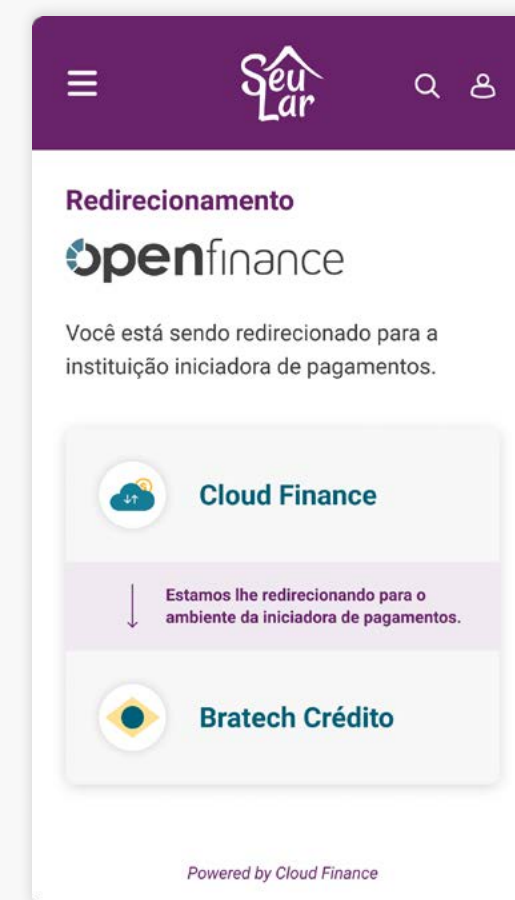 Seu
Lar
Redirecionamento
openfinance
Você está sendo redirecionado para a
instituição iniciadora de pagamentos.
$
Cloud Finance
Estamos lhe redirecionando para o
ambiente da iniciadora de pagamentos.
Bratech Crédito
Powered by Cloud Finance